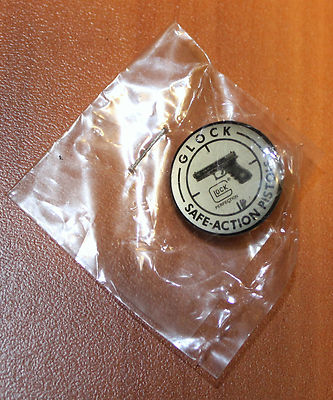 GLOCK
GLOCK
PERFECTION
SAFE-ACTION PISTOL